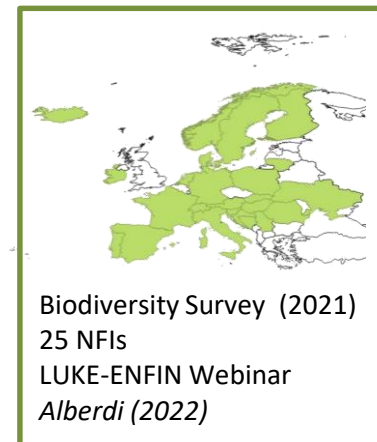 Biodiversity Survey (2021)
25 NFIs
LUKE-ENFIN Webinar
Alberdi (2022)